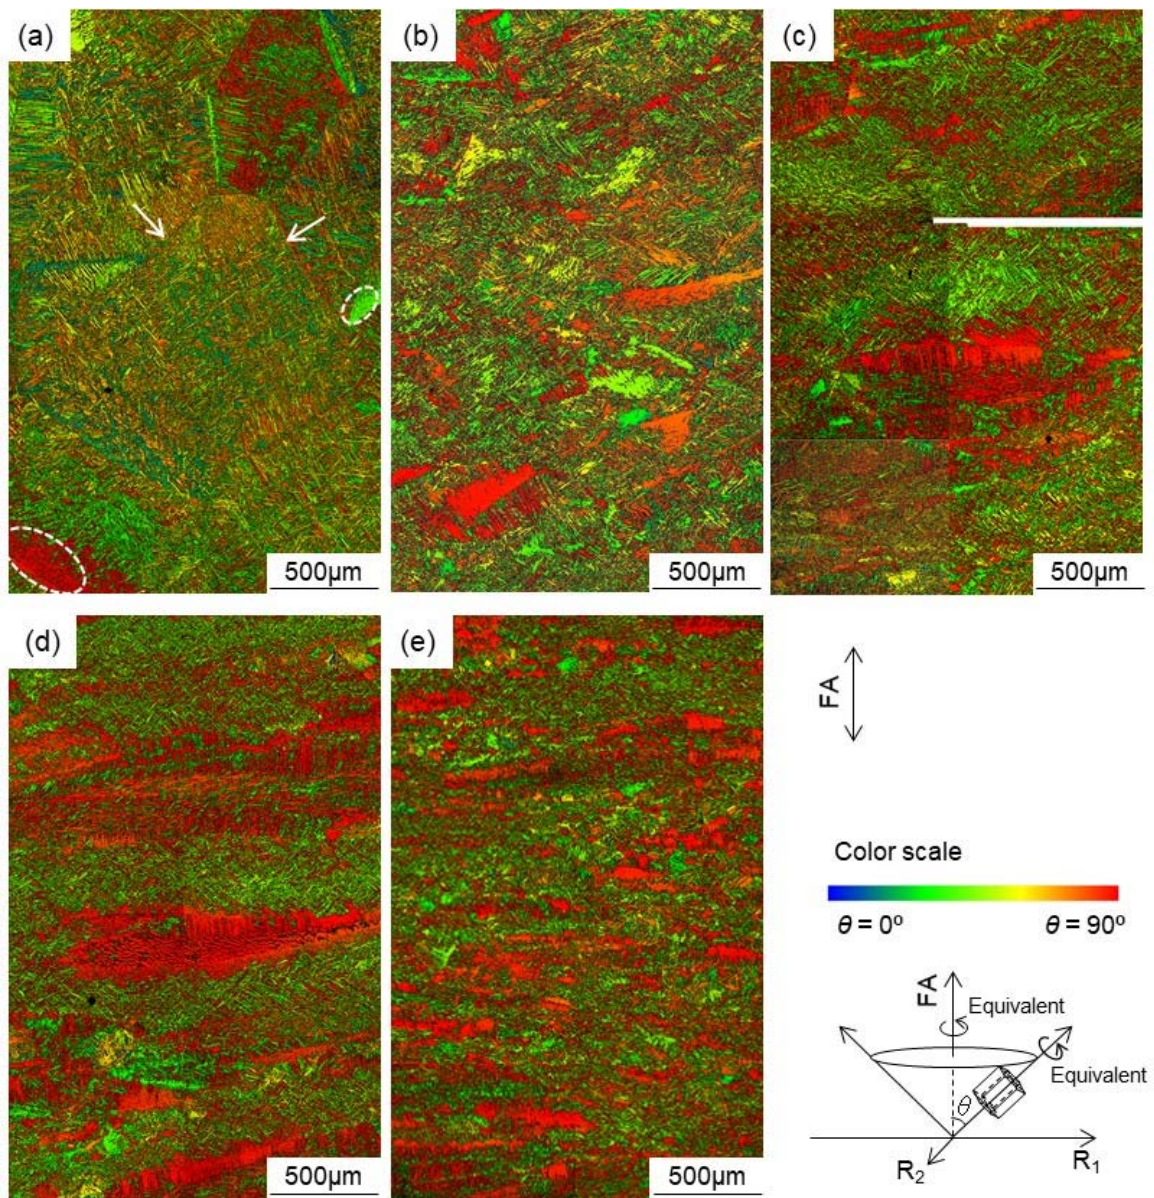 (a)
(b)
(c)
500μm
500μm
500μm
(d)
(e)
FA
Color scale
θ = 0º
θ = 90º
FA
Equivalent
Equivalent
θ
R₂
R₁
500μm
500μm